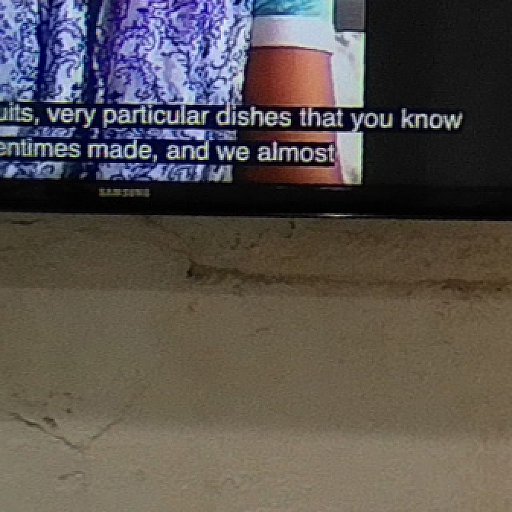 uits, very particular dishes that you know
entimes made, and we almost
SAMSUNG